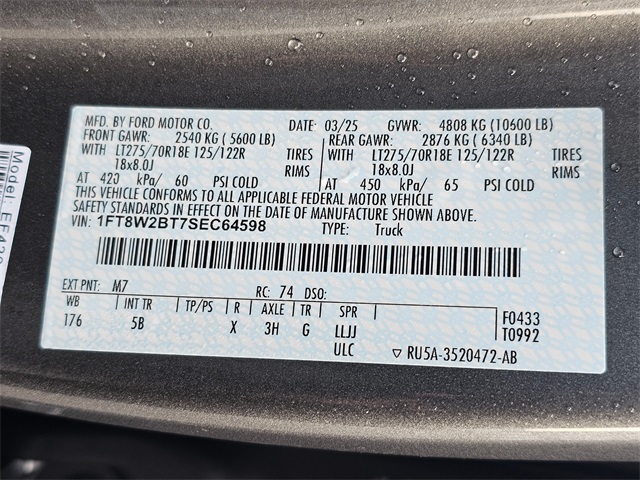 MFD. BY FORD MOTOR CO. DATE: 03/25 GVWR: 4808 KG (10600 LB)
FRONT GAWR: 2540 KG ( 5600 LB) REAR GAWR: 2876 KG ( 6340 LB)
WITH LT275/70R18E 125/122R TIRES WITH LT275/70R18E 125/122R TIRES
18x8.0J RIMS 18x8.0J RIMS
AT 420 kPa/ 60 PSI COLD AT 450 kPa/ 65 PSI COLD
THIS VEHICLE CONFORMS TO ALL APPLICABLE FEDERAL MOTOR VEHICLE
SAFETY STANDARDS IN EFFECT ON THE DATE OF MANUFACTURE SHOWN ABOVE.
VIN: 1FT8W2BT7SEC64598 TYPE: Truck
EXT PNT: M7 RC: 74 DSO:
WB INT TR TP/PS R AXLE TR SPR F0433
176 5B X 3H G LLJJ T0992
ULC ▽ RU5A-3520472-AB
Model: